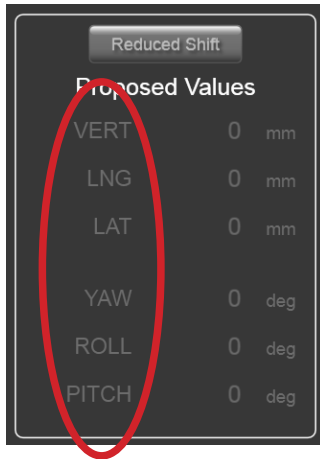 Reduced Shift
Proposed Values
VERT 0 mm
LNG 0 mm
LAT 0 mm
YAW 0 deg
ROLL 0 deg
PITCH 0 deg